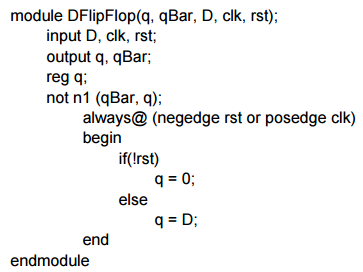 module DFlipFlop(q, qBar, D, clk, rst);
input D, clk, rst;
output q, qBar;
reg q;
not n1 (qBar, q);
always@ (negedge rst or posedge clk)
begin
if(!rst)
q = 0;
else
q = D;
end
endmodule